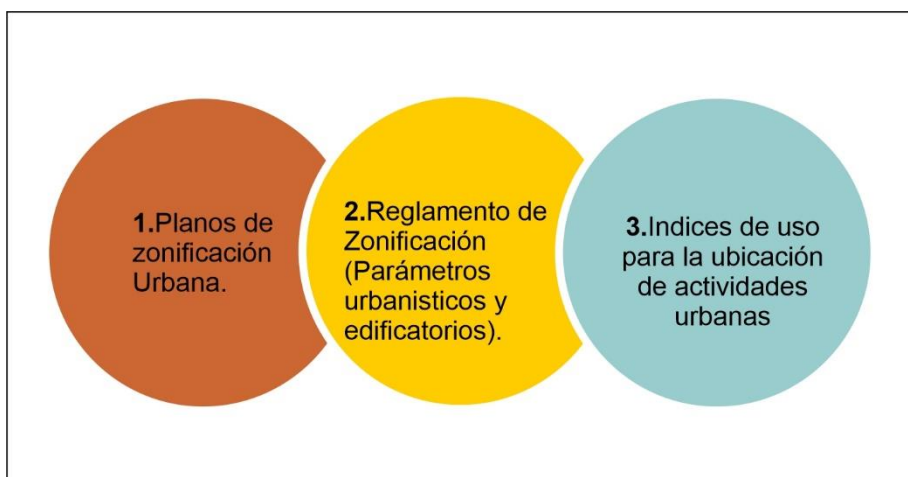 1.Planos de
zonificación
Urbana.
2.Reglamento de
Zonificación
(Parámetros
urbanisticos y
edificatorios).
3.Indices de uso
para la ubicación
de actividades
urbanas